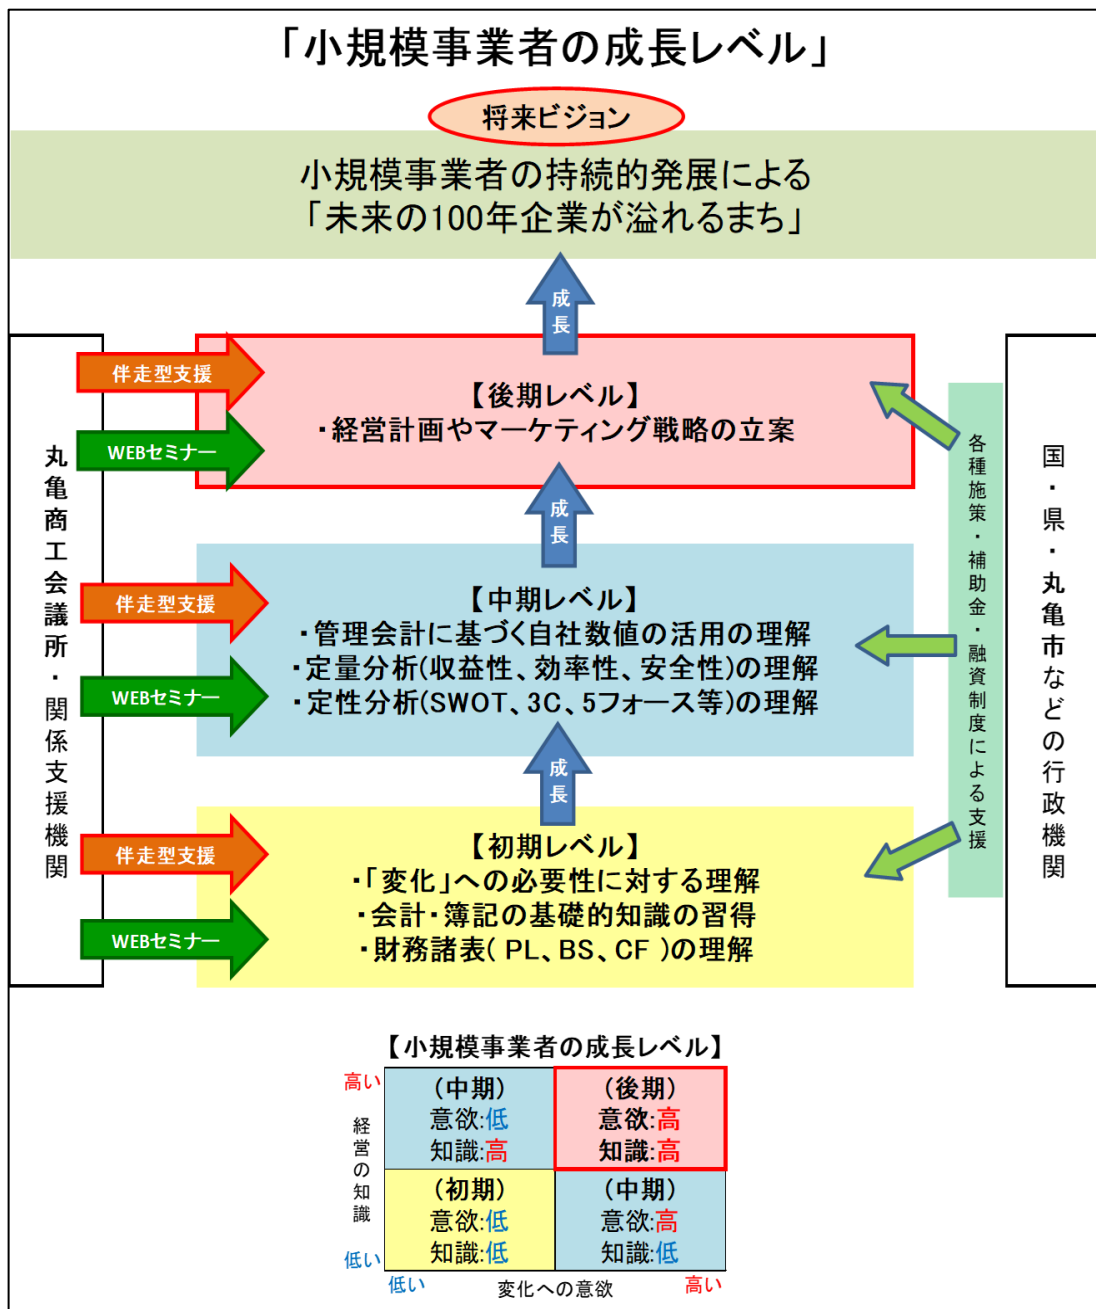 「小規模事業者の成長レベル」
将来ビジョン
小規模事業者の持続的発展による
「未来の100年企業が溢れるまち」
成長
丸亀商工会議所・関係支援機関
伴走型支援
WEBセミナー
【後期レベル】
・経営計画やマーケティング戦略の立案
成長
伴走型支援
WEBセミナー
【中期レベル】
・管理会計に基づく自社数値の活用の理解
・定量分析(収益性、効率性、安全性)の理解
・定性分析(SWOT、3C、5フォース等)の理解
成長
伴走型支援
WEBセミナー
【初期レベル】
・「変化」への必要性に対する理解
・会計・簿記の基礎的知識の習得
・財務諸表( PL、BS、CF )の理解
各種施策・補助金・融資制度による支援
国・県・丸亀市などの行政機関
【小規模事業者の成長レベル】
高い
経営の知識
低い
(中期)
意欲:低
知識:高
(後期)
意欲:高
知識:高
(初期)
意欲:低
知識:低
(中期)
意欲:高
知識:低
低い
変化への意欲
高い